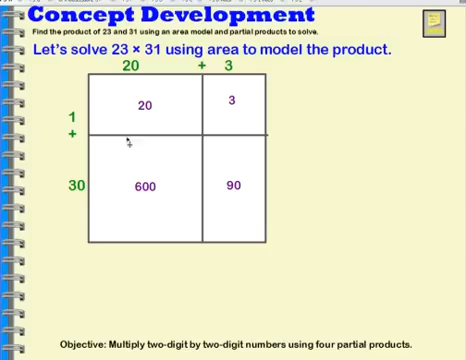 Concept Development
Find the product of 23 and 31 using an area model and partial products to solve.
Let's solve 23 × 31 using area to model the product.
20 + 3
20 3
1
+
30 600 90
Objective: Multiply two-digit by two-digit numbers using four partial products.